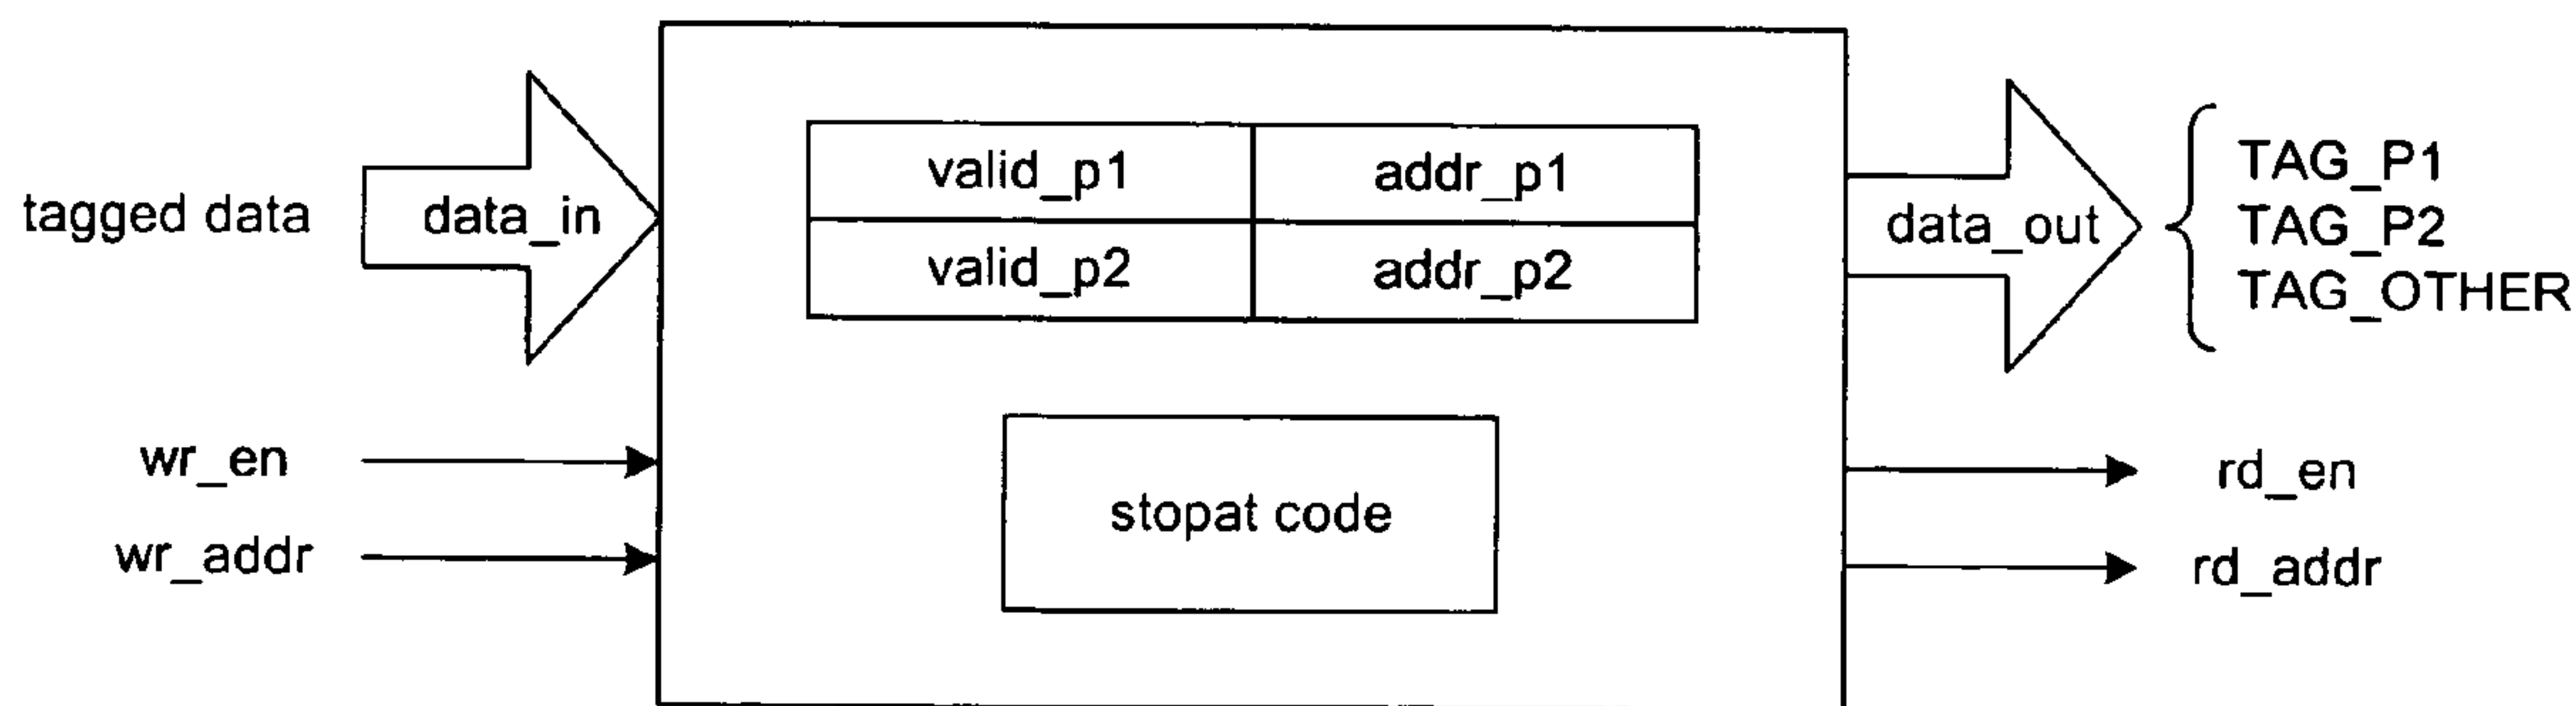 tagged data
data_in
wr_en
wr_addr
valid_p1 addr_p1
valid_p2 addr_p2
stopat code
data_out
TAG_P1
TAG_P2
TAG_OTHER
rd_en
rd_addr